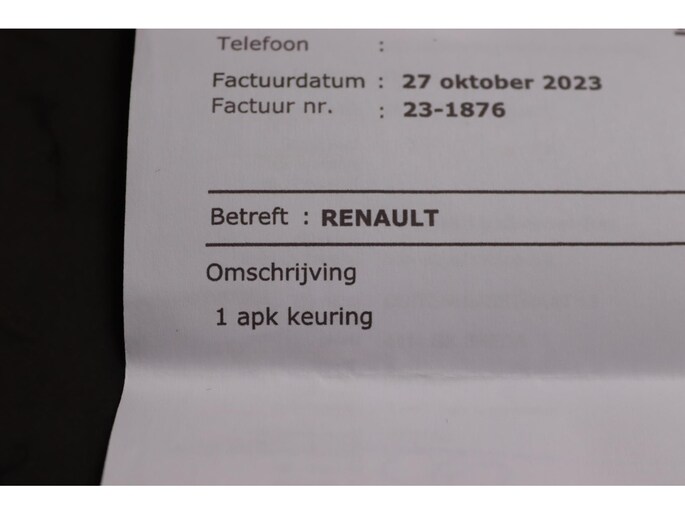 Telefoon :
Factuurdatum : 27 oktober 2023
Factuur nr. : 23-1876
Betreft : RENAULT
Omschrijving
1 apk keuring